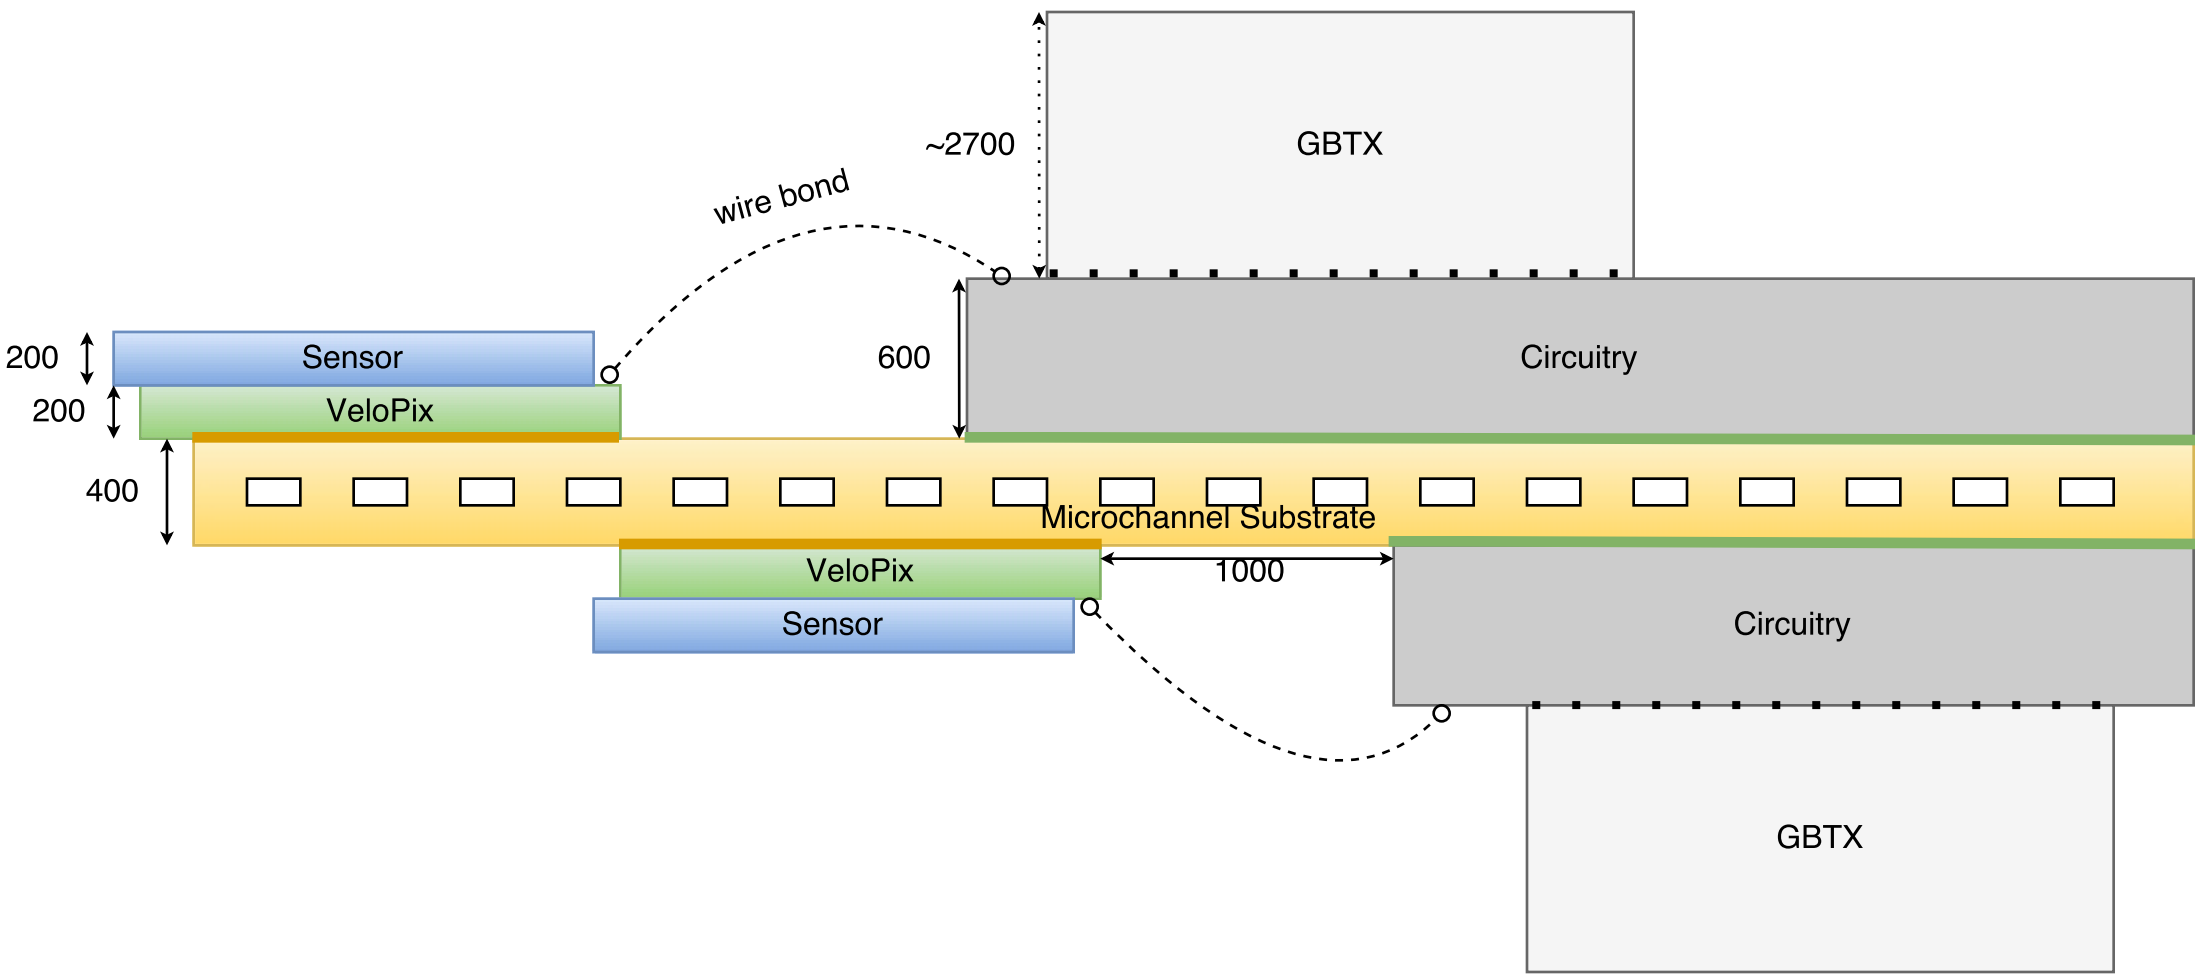 ~2700
GBTX
wire bond
200
Sensor
600
Circuitry
200
VeloPix
400
Microchannel Substrate
VeloPix
1000
Sensor
Circuitry
GBTX